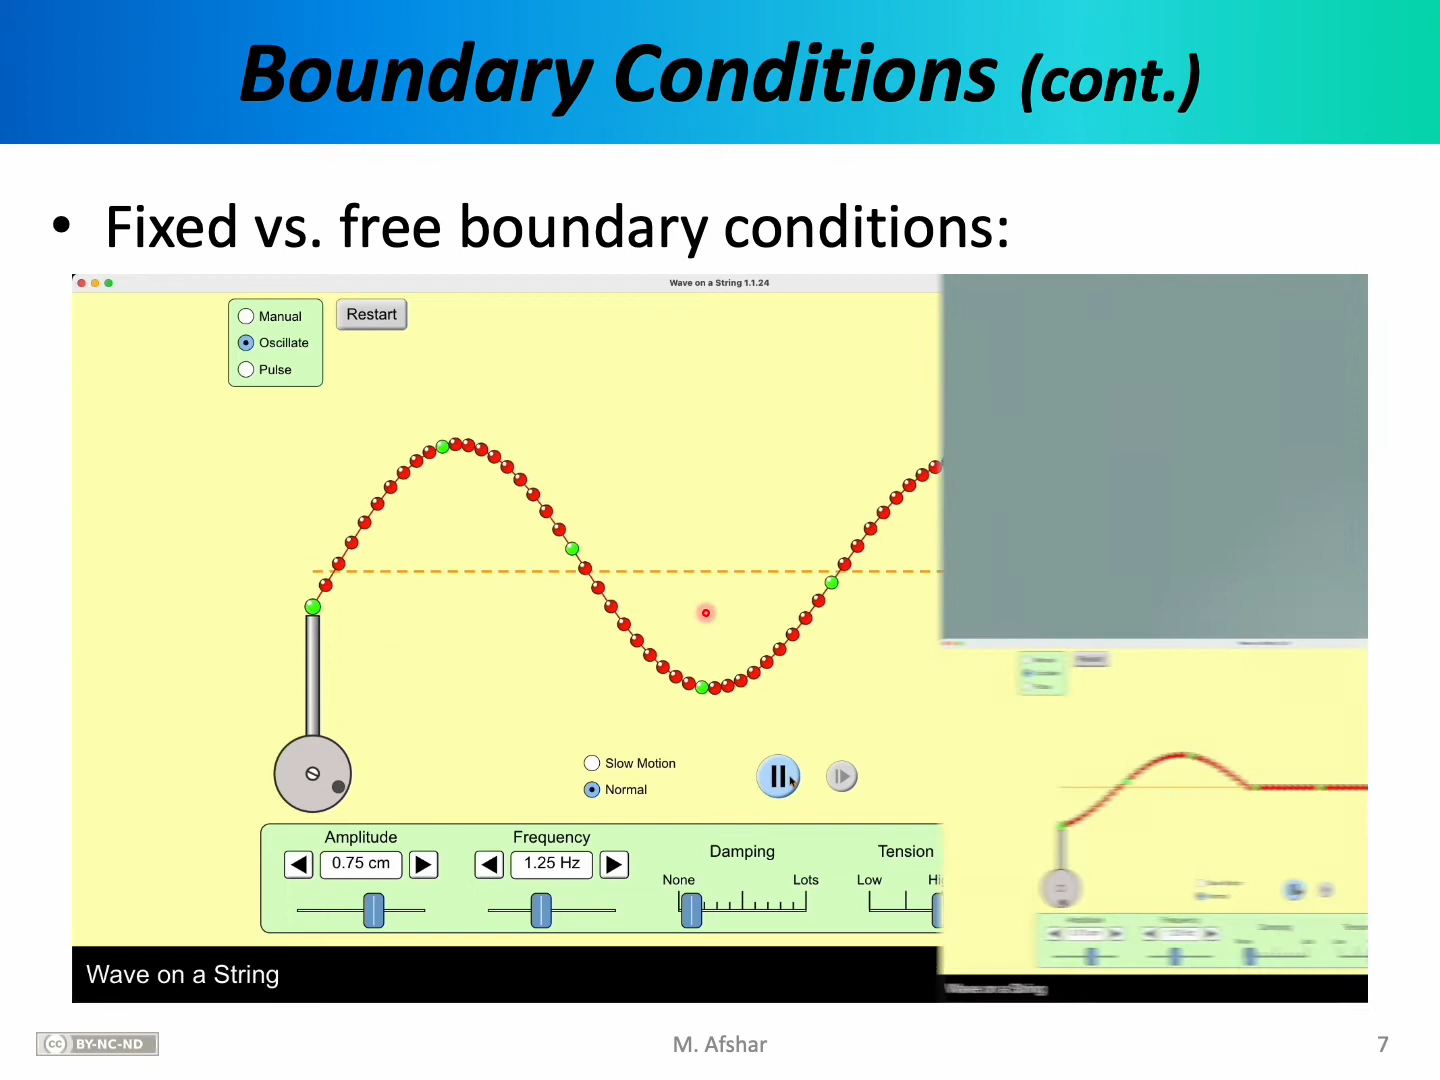 Boundary Conditions (cont.)
• Fixed vs. free boundary conditions:
Wave on a String 1.1.24
Manual
Restart
Oscillate
Pulse
Slow Motion
Normal
Amplitude
Frequency
Damping
Tension
0.75 cm
1.25 Hz
None
Lots
Low
Wave on a String
cc BY-NC-ND
M. Afshar
7